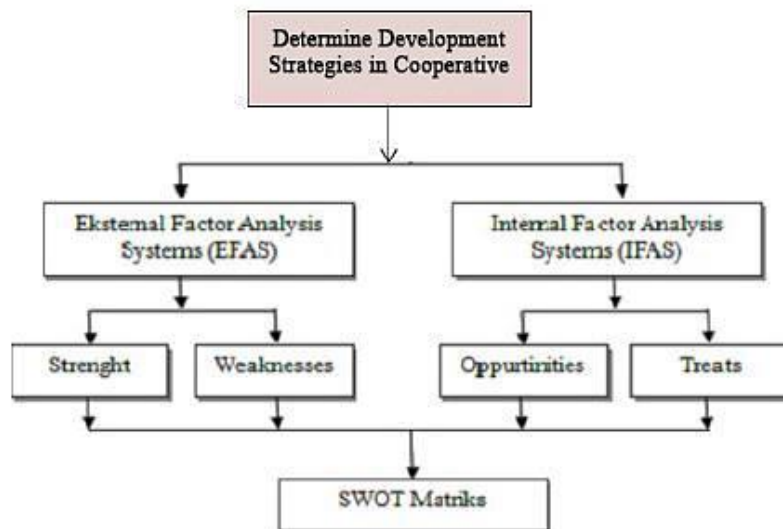 Determine Development
Strategies in Cooperative
Eksternal Factor Analysis
Systems (EFAS)
Internal Factor Analysis
Systems (IFAS)
Strenght
Weaknesses
Oppurtinities
Treats
SWOT Matriks